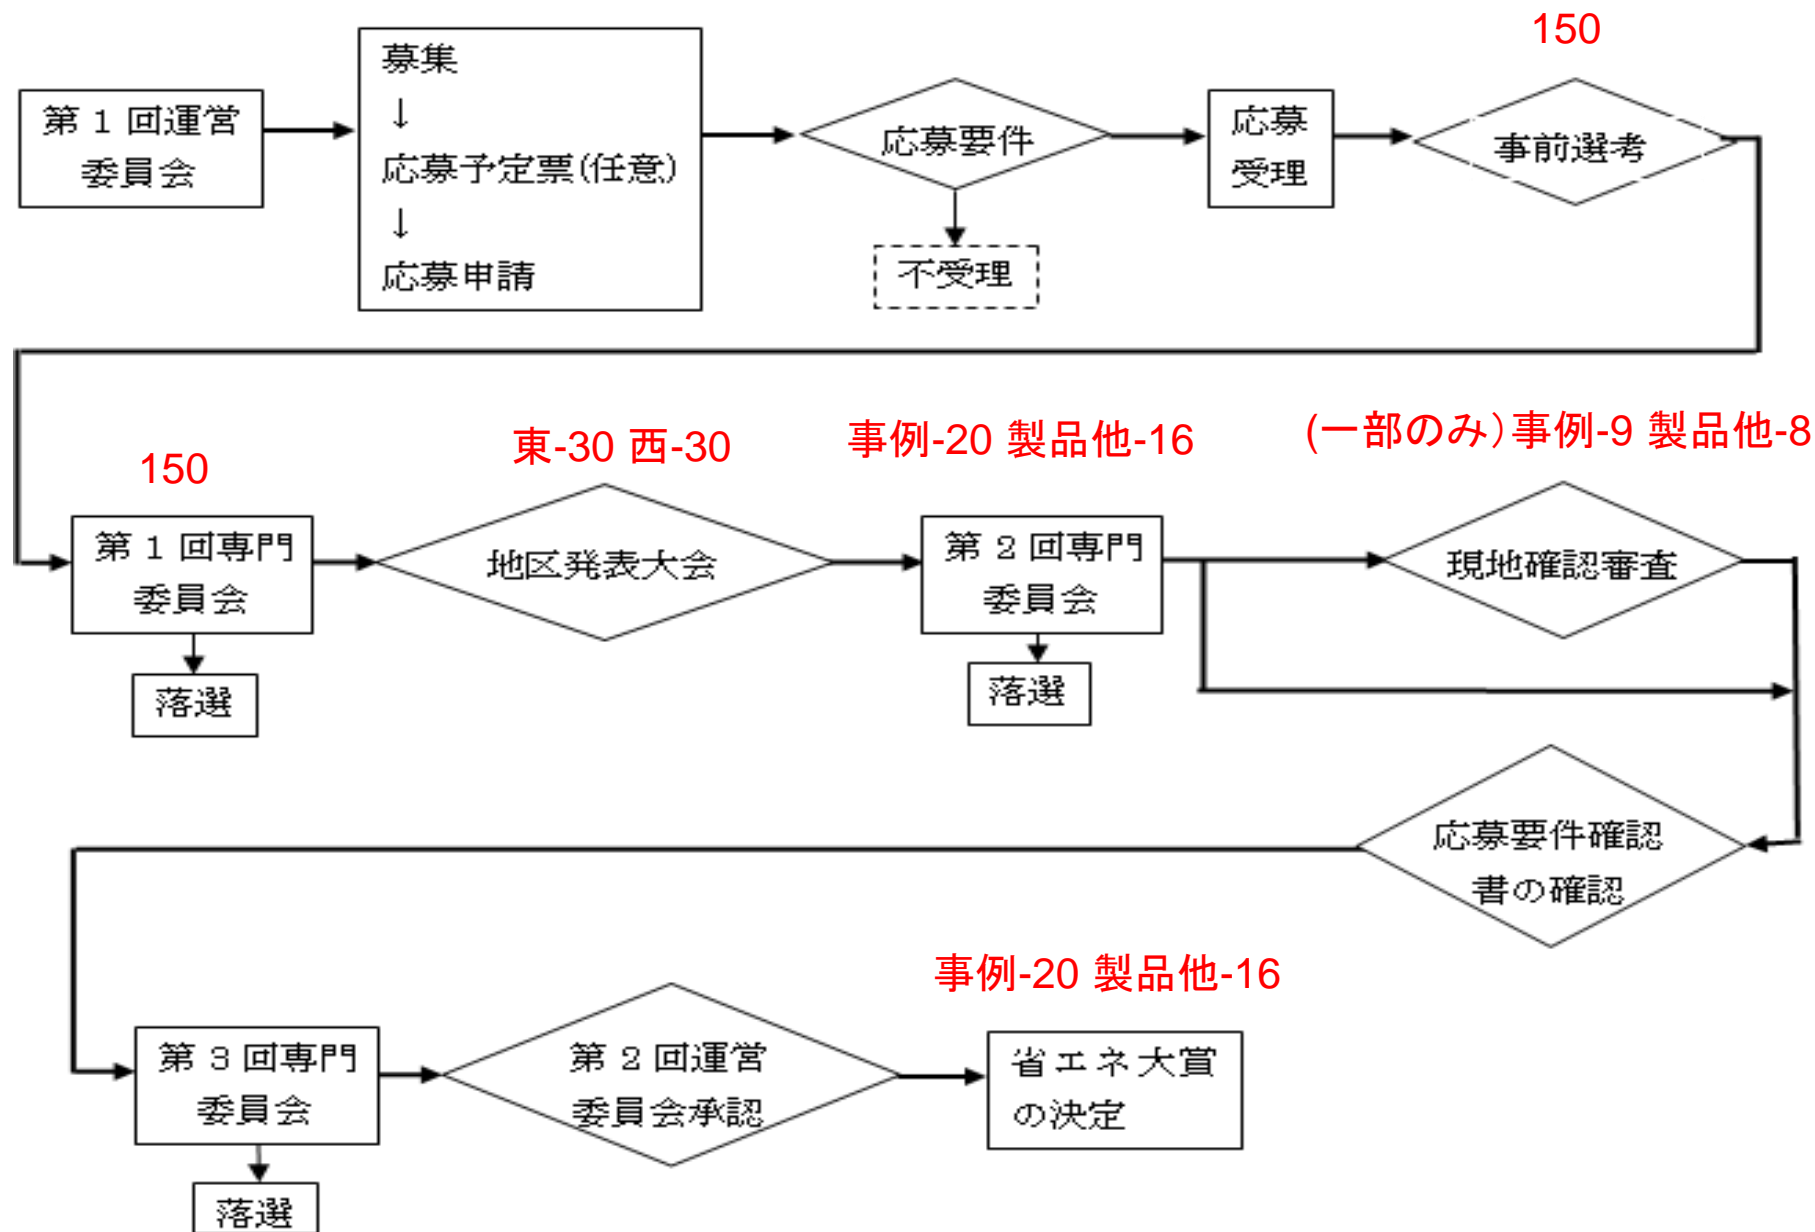 150
第1回運営
委員会
募集
↓
応募予定票(任意)
↓
応募申請
応募要件
不受理
応募
受理
事前選考
150
東-30 西-30
事例-20 製品他-16
(一部のみ)事例-9 製品他-8
第1回専門
委員会
落選
地区発表大会
第2回専門
委員会
落選
現地確認審査
応募要件確認
書の確認
事例-20 製品他-16
第3回専門
委員会
落選
第2回運営
委員会承認
省エネ大賞
の決定